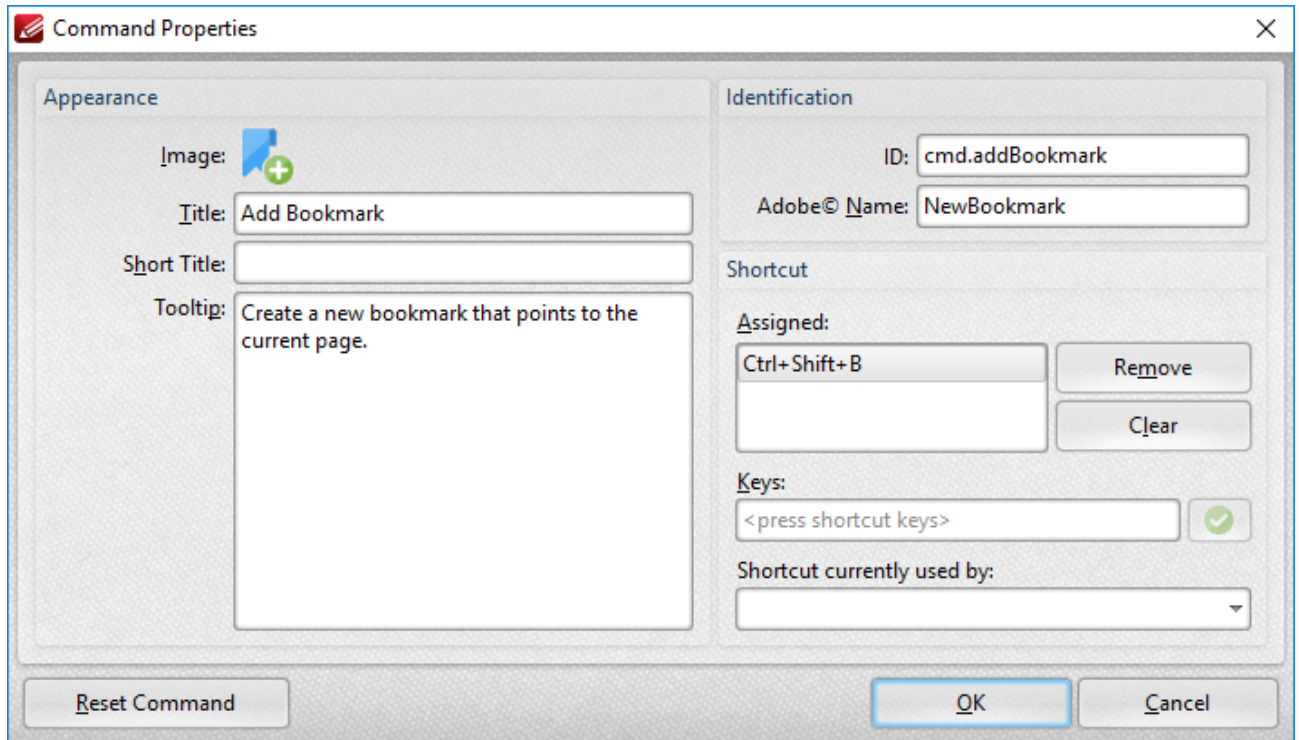 Command Properties
Appearance
Image:
Title: Add Bookmark
Short Title:
Tooltip: Create a new bookmark that points to the
current page.
Identification
ID: cmd.addBookmark
Adobe© Name: NewBookmark
Shortcut
Assigned:
Ctrl+Shift+B
Remove
Clear
Keys:
<press shortcut keys>
Shortcut currently used by:
Reset Command
OK
Cancel